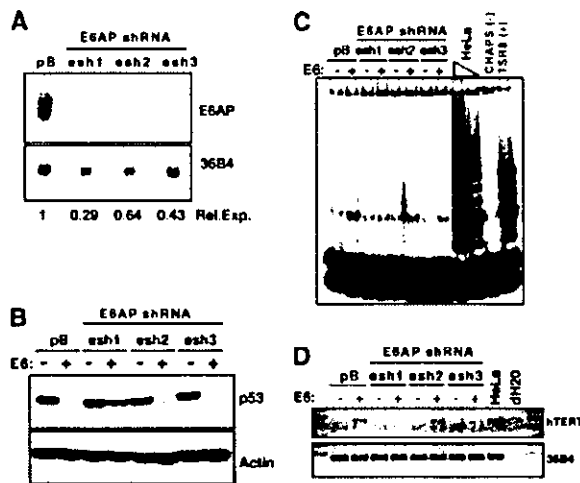 A
E6AP shRNA
pB esh1 esh2 esh3
E6AP
36B4
1 0.29 0.64 0.43 Rel.Exp.
B
E6AP shRNA
pB esh1 esh2 esh3
E6: - + - + - + - +
p53
Actin
C
E6AP shRNA
pB esh1 esh2 esh3
E6: - + - + - + - +
HeLa
CHAPS (-)
TSR8 (+)
D
E6AP shRNA
pB esh1 esh2 esh3
E6: - + - + - + - +
HeLa
dH20
hTERT
36B4